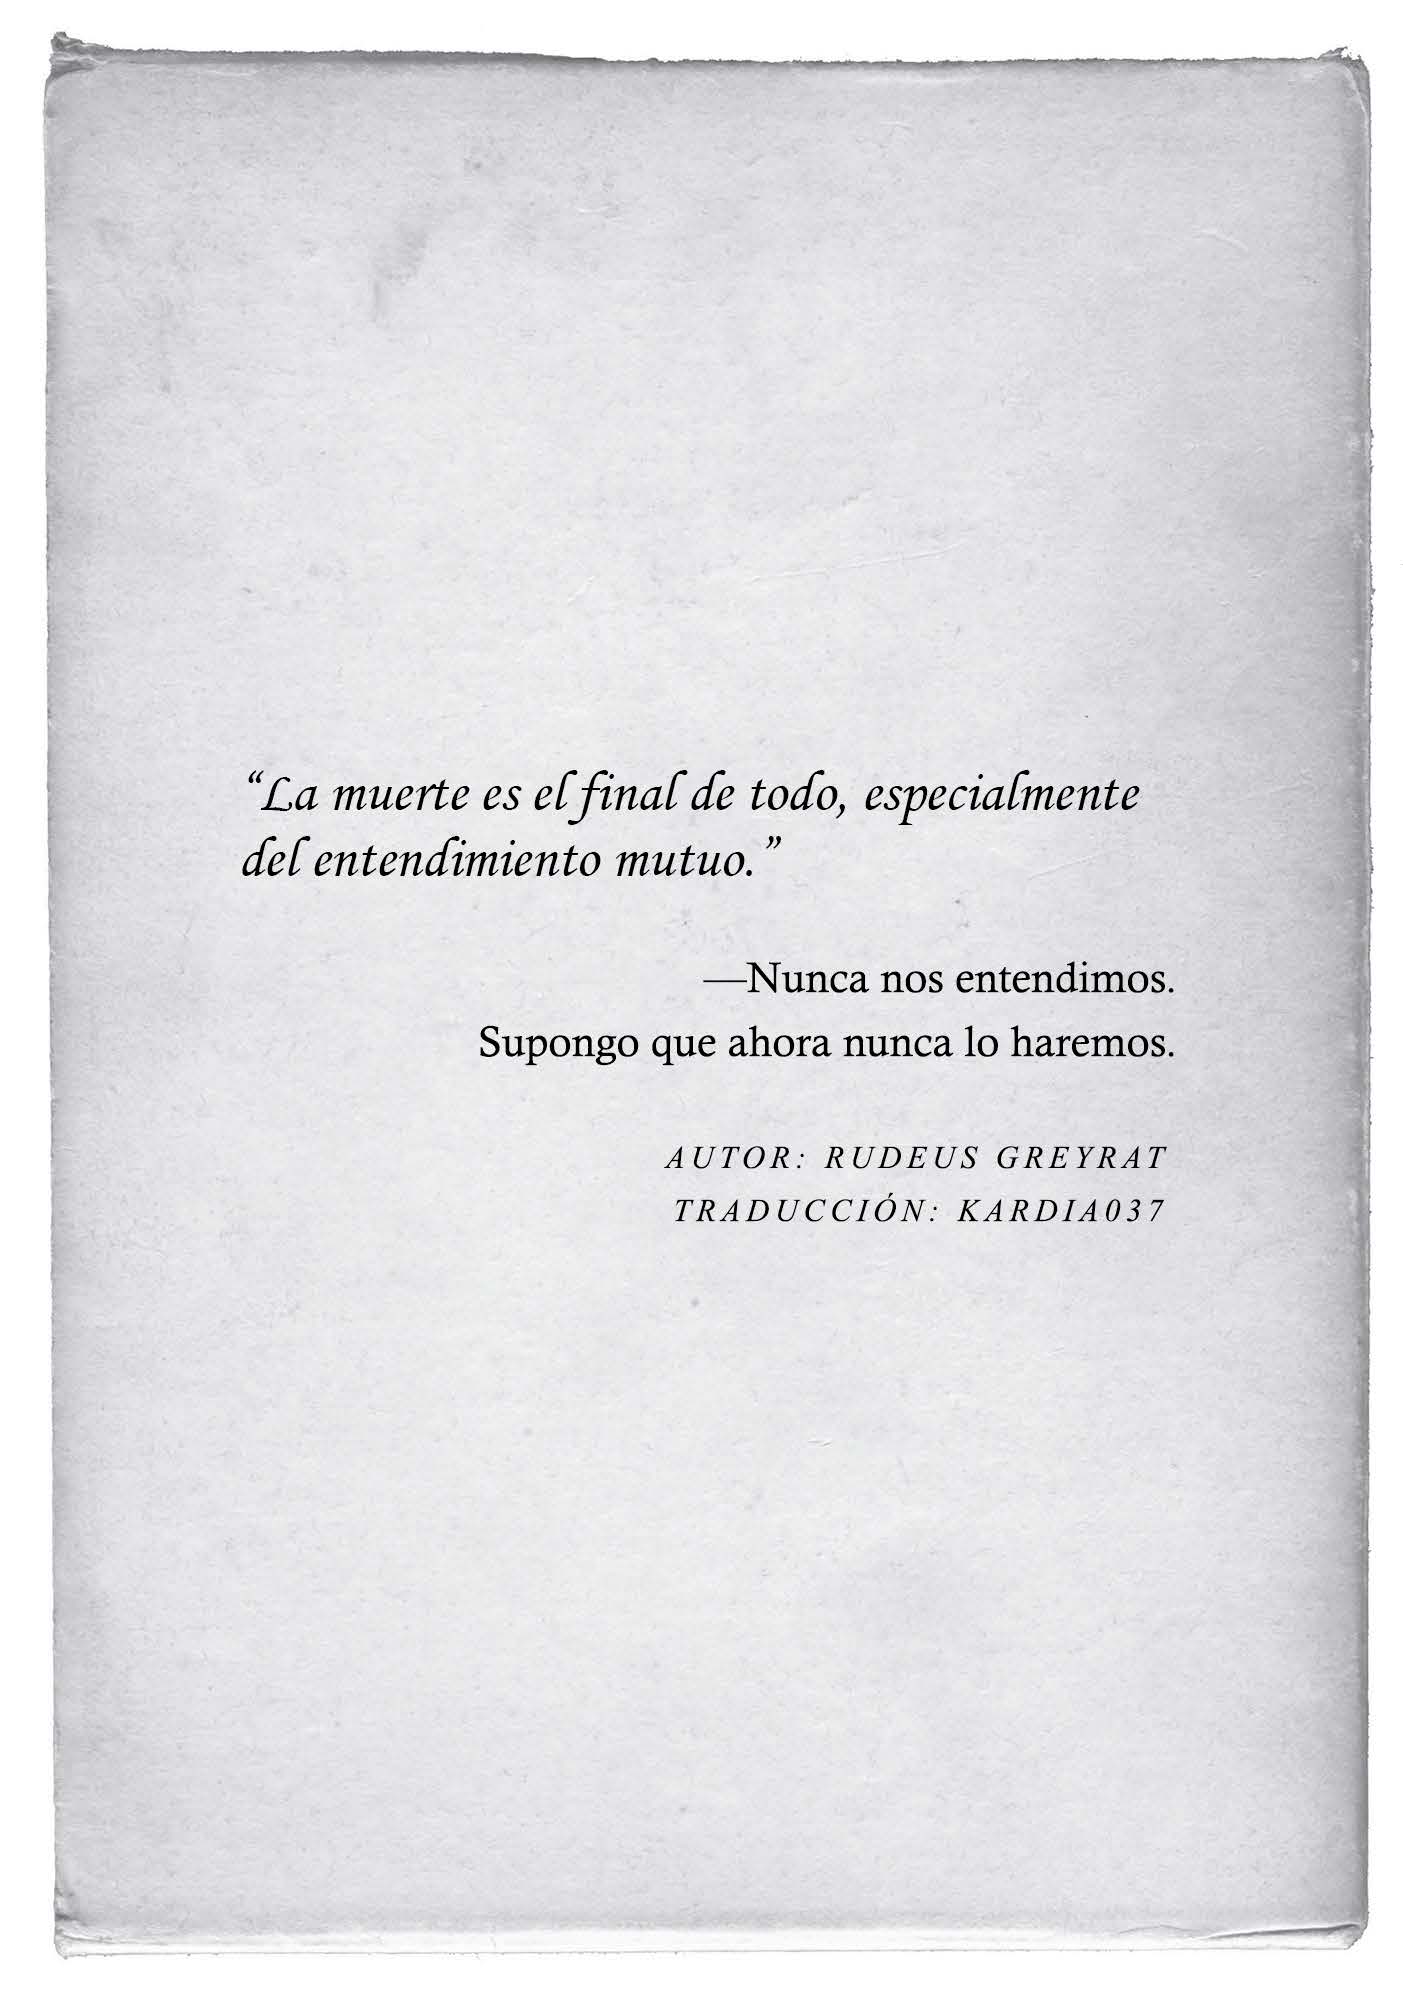 “La muerte es el final de todo, especialmente
del entendimiento mutuo.”
—Nunca nos entendimos.
Supongo que ahora nunca lo haremos.
AUTOR: RUDEUS GREYRAT
TRADUCCIÓN: KARDIA037